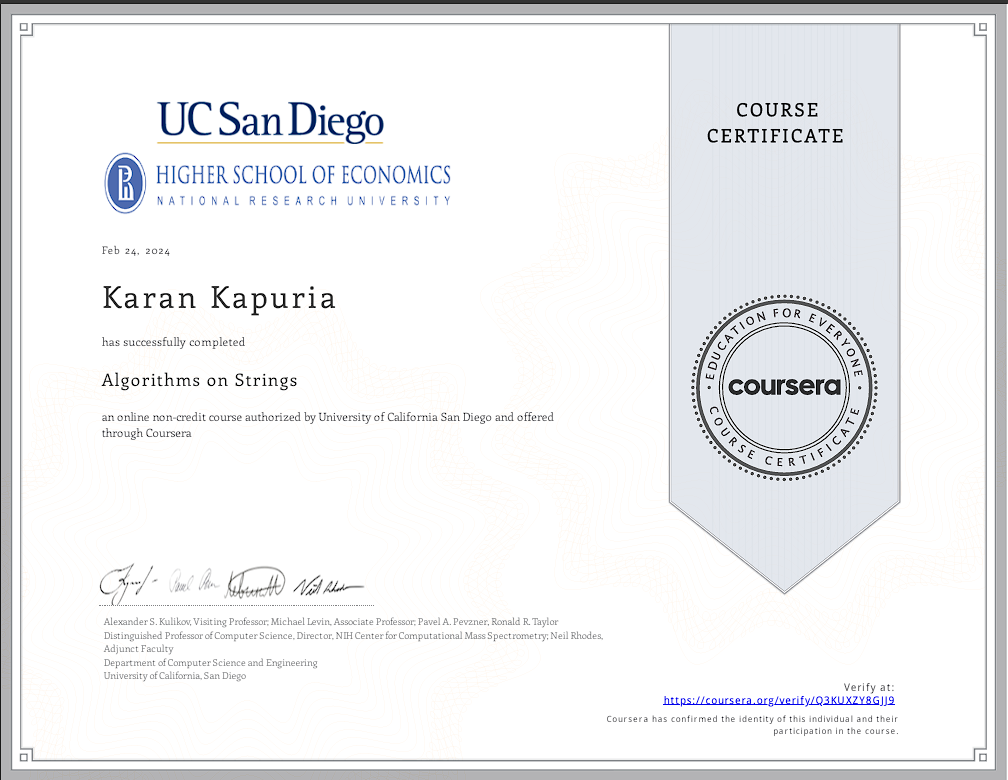 UC San Diego
HIGHER SCHOOL OF ECONOMICS
NATIONAL RESEARCH UNIVERSITY
Feb 24, 2024
Karan Kapuria
has successfully completed
Algorithms on Strings
an online non-credit course authorized by University of California San Diego and offered
through Coursera
Alexander S. Kulikov, Visiting Professor; Michael Levin, Associate Professor; Pavel A. Pevzner, Ronald R. Taylor
Distinguished Professor of Computer Science, Director, NIH Center for Computational Mass Spectrometry; Neil Rhodes,
Adjunct Faculty
Department of Computer Science and Engineering
University of California, San Diego
COURSE
CERTIFICATE
EDUCATION FOR EVERYONE
coursera
COURSE CERTIFICATE
Verify at:
https://coursera.org/verify/Q3KUXZY8GJJ9
Coursera has confirmed the identity of this individual and their
participation in the course.